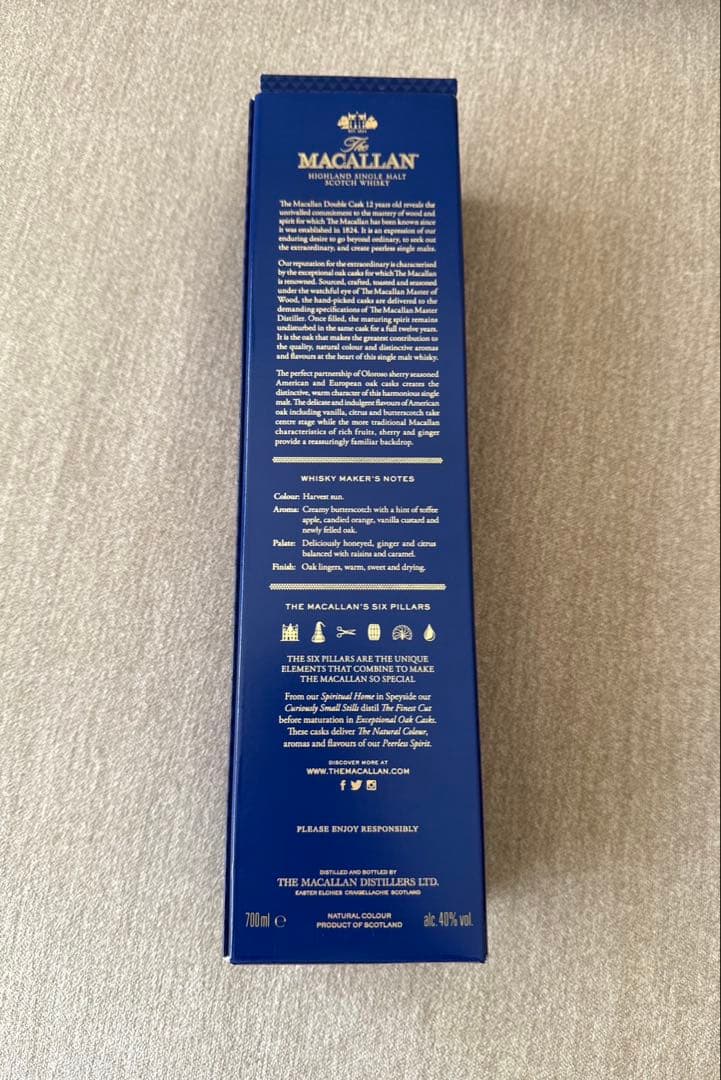 EST. 1824
The
MACALLAN
HIGHLAND SINGLE MALT
SCOTCH WHISKY
The Macallan Double Cask 12 years old reveals the
unrivalled commitment to the mastery of wood and
spirit for which The Macallan has been known since
it was established in 1824. It is an expression of our
enduring desire to go beyond ordinary, to seek out
the extraordinary, and create peerless single malts.
Our reputation for the extraordinary is characterised
by the exceptional oak casks for which The Macallan
is renowned. Sourced, crafted, toasted and seasoned
under the watchful eye of The Macallan Master of
Wood, the hand-picked casks are delivered to the
demanding specifications of The Macallan Master
Distiller. Once filled, the maturing spirit remains
undisturbed in the same cask for a full twelve years.
It is the oak that makes the greatest contribution to
the quality, natural colour and distinctive aromas
and flavours at the heart of this single malt whisky.
The perfect partnership of Oloroso sherry seasoned
American and European oak casks creates the
distinctive, warm character of this harmonious single
malt. The delicate and indulgent flavours of American
oak including vanilla, citrus and butterscotch take
centre stage while the more traditional Macallan
characteristics of rich fruits, sherry and ginger
provide a reassuringly familiar backdrop.
WHISKY MAKER'S NOTES
Colour: Harvest sun.
Aroma: Creamy butterscotch with a hint of toffee
apple, candied orange, vanilla custard and
newly felled oak.
Palate: Deliciously honeyed, ginger and citrus
balanced with raisins and caramel.
Finish: Oak lingers, warm, sweet and drying.
THE MACALLAN'S SIX PILLARS
THE SIX PILLARS ARE THE UNIQUE
ELEMENTS THAT COMBINE TO MAKE
THE MACALLAN SO SPECIAL
From our Spiritual Home in Speyside our
Curiously Small Stills distil The Finest Cut
before maturation in Exceptional Oak Casks.
These casks deliver The Natural Colour,
aromas and flavours of our Peerless Spirit.
DISCOVER MORE AT
WWW.THEMACALLAN.COM
PLEASE ENJOY RESPONSIBLY
DISTILLED AND BOTTLED BY
THE MACALLAN DISTILLERS LTD.
EASTER ELCHIES CRAIGELLACHIE SCOTLAND
700 ml ℮ NATURAL COLOUR alc. 40% vol.
PRODUCT OF SCOTLAND